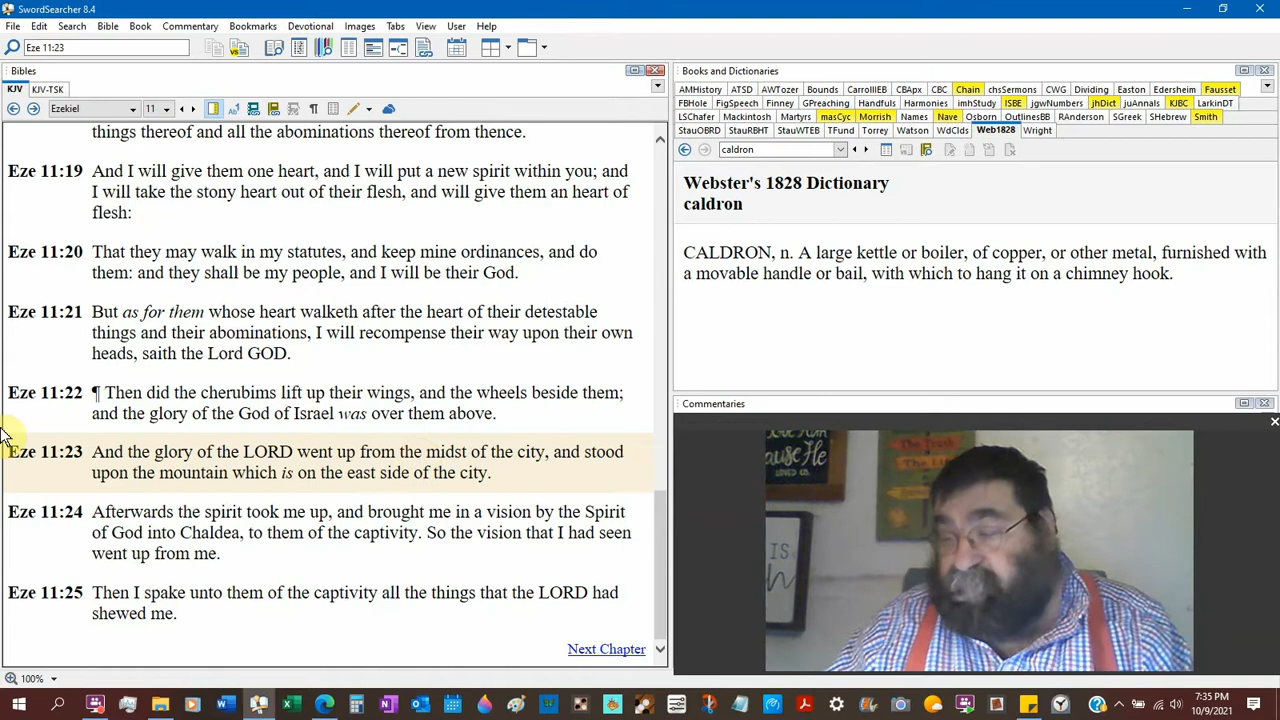 SwordSearcher 8.4
File Edit Search Bible Book Commentary Bookmarks Devotional Images Tabs View User Help
Eze 11:23
Bibles
KJV KJV-TSK
Ezekiel 11
things thereof and all the abominations thereof from thence.
Eze 11:19 And I will give them one heart, and I will put a new spirit within you; and
I will take the stony heart out of their flesh, and will give them an heart of
flesh:
Eze 11:20 That they may walk in my statutes, and keep mine ordinances, and do
them: and they shall be my people, and I will be their God.
Eze 11:21 But as for them whose heart walketh after the heart of their detestable
things and their abominations, I will recompense their way upon their own
heads, saith the Lord GOD.
Eze 11:22 ¶ Then did the cherubims lift up their wings, and the wheels beside them;
and the glory of the God of Israel was over them above.
Eze 11:23 And the glory of the LORD went up from the midst of the city, and stood
upon the mountain which is on the east side of the city.
Eze 11:24 Afterwards the spirit took me up, and brought me in a vision by the Spirit
of God into Chaldea, to them of the captivity. So the vision that I had seen
went up from me.
Eze 11:25 Then I spake unto them of the captivity all the things that the LORD had
shewed me.
Next Chapter
100%
Books and Dictionaries
AMHistory ATSD AWTozer Barnes CarrollIEB CBApx CBC Chain chsSermons CWG Dividing Easton Edersheim Fausset
FBHole FigSpeech Finney GPreaching Handfuls Harmonies imhStudy ISBE jgwNumbers jhDict juAnnals KJBC LarkinDT
LSChafer Mackintosh Martyrs masCyc Morrish Names Nave Osborn OutlinesBB RAnderson SGreek SHebrew Smith
StauOBRD StauRBHT StauWTEB TFund Torrey Watson WdClds Web1828 Wright
caldron
Webster's 1828 Dictionary
caldron
CALDRON, n. A large kettle or boiler, of copper, or other metal, furnished with
a movable handle or bail, with which to hang it on a chimney hook.
Commentaries
cause He
LOVED
The Truth
IS
7:35 PM
10/9/2021